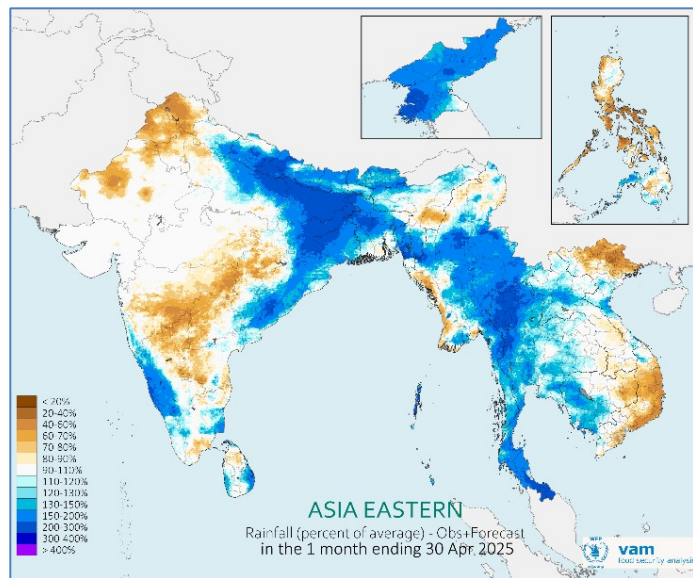 < 20%
20-40%
40-60%
60-70%
70-80%
80-90%
90-110%
110-120%
120-130%
130-150%
150-200%
200-300%
300-400%
> 400%
ASIA EASTERN
Rainfall (percent of average) - Obs+Forecast
in the 1 month ending 30 Apr 2025
WFP
vam
food security analysis